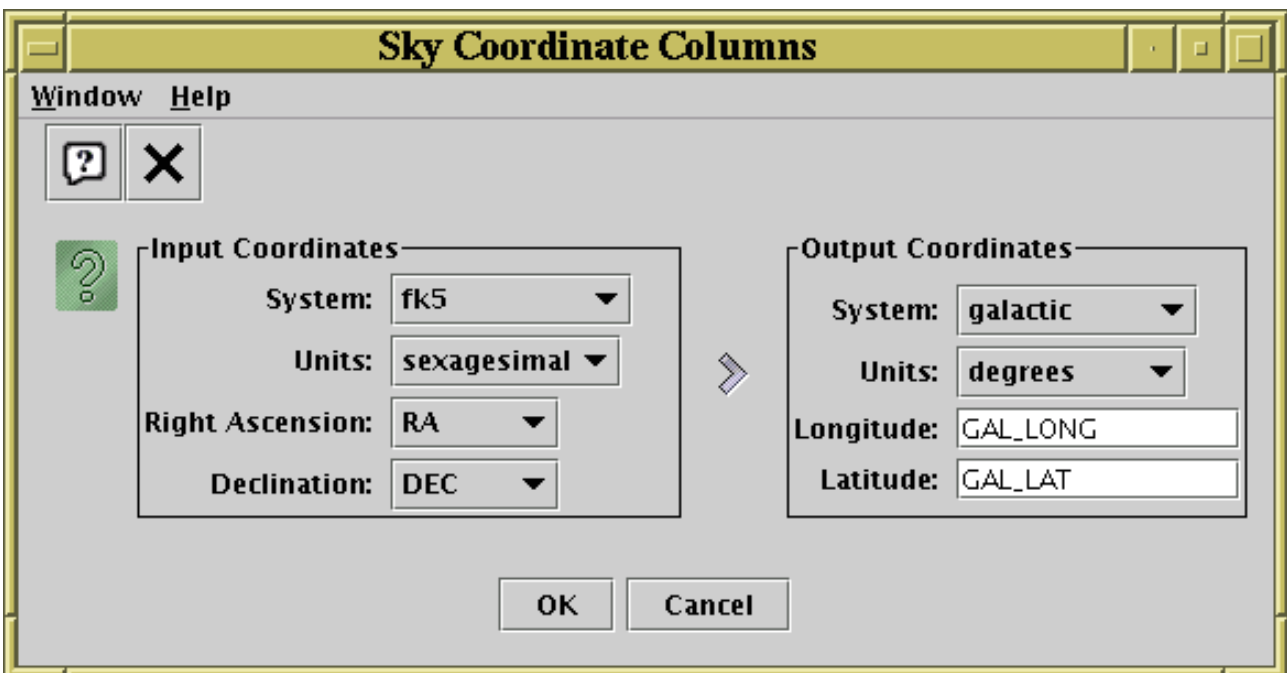 Sky Coordinate Columns
Window Help
Input Coordinates
System: fk5
Units: sexagesimal
Right Ascension: RA
Declination: DEC
Output Coordinates
System: galactic
Units: degrees
Longitude: GAL_LONG
Latitude: GAL_LAT
OK Cancel